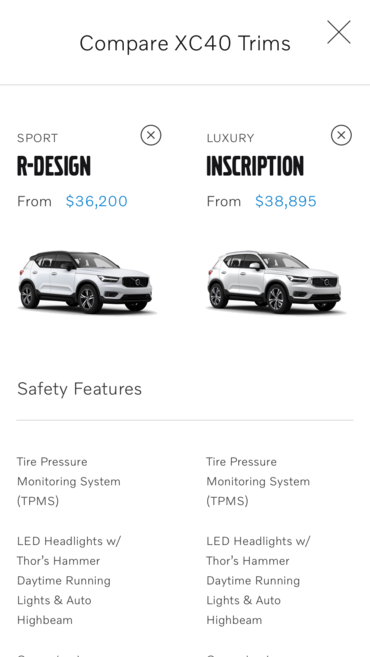 Compare XC40 Trims
SPORT
R-DESIGN
From $36,200
LUXURY
INSCRIPTION
From $38,895
Safety Features
Tire Pressure
Monitoring System
(TPMS)
LED Headlights w/
Thor's Hammer
Daytime Running
Lights & Auto
Highbeam
Tire Pressure
Monitoring System
(TPMS)
LED Headlights w/
Thor's Hammer
Daytime Running
Lights & Auto
Highbeam